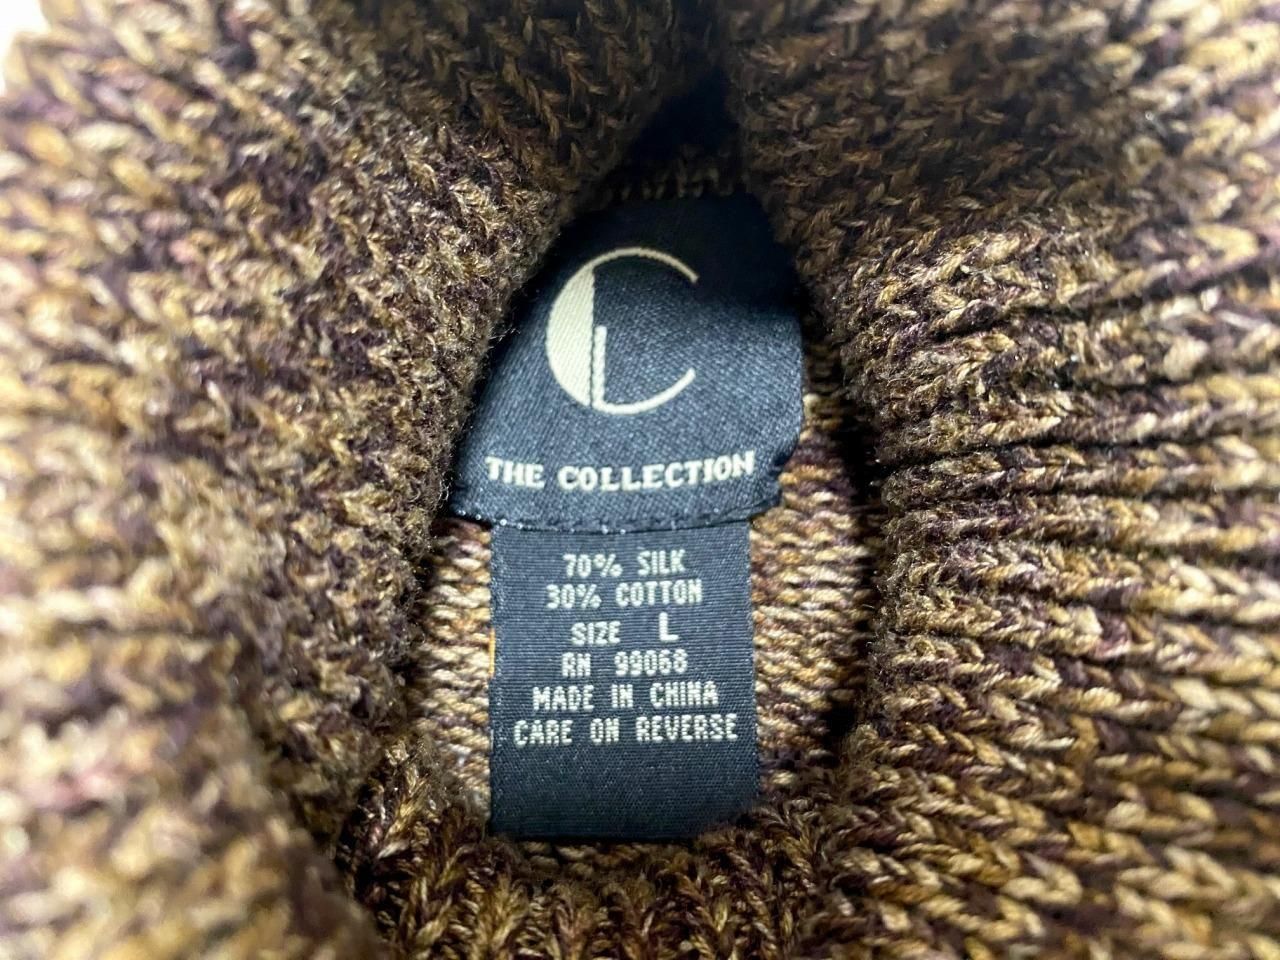 C
THE COLLECTION
70% SILK
30% COTTON
SIZE L
RN 99068
MADE IN CHINA
CARE ON REVERSE